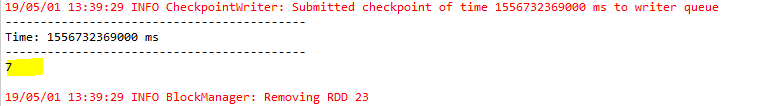 19/05/01 13:39:29 INFO CheckpointWriter: Submitted checkpoint of time 1556732369000 ms to writer queue
-------------------------------------------
Time: 1556732369000 ms
-------------------------------------------
7
19/05/01 13:39:29 INFO BlockManager: Removing RDD 23